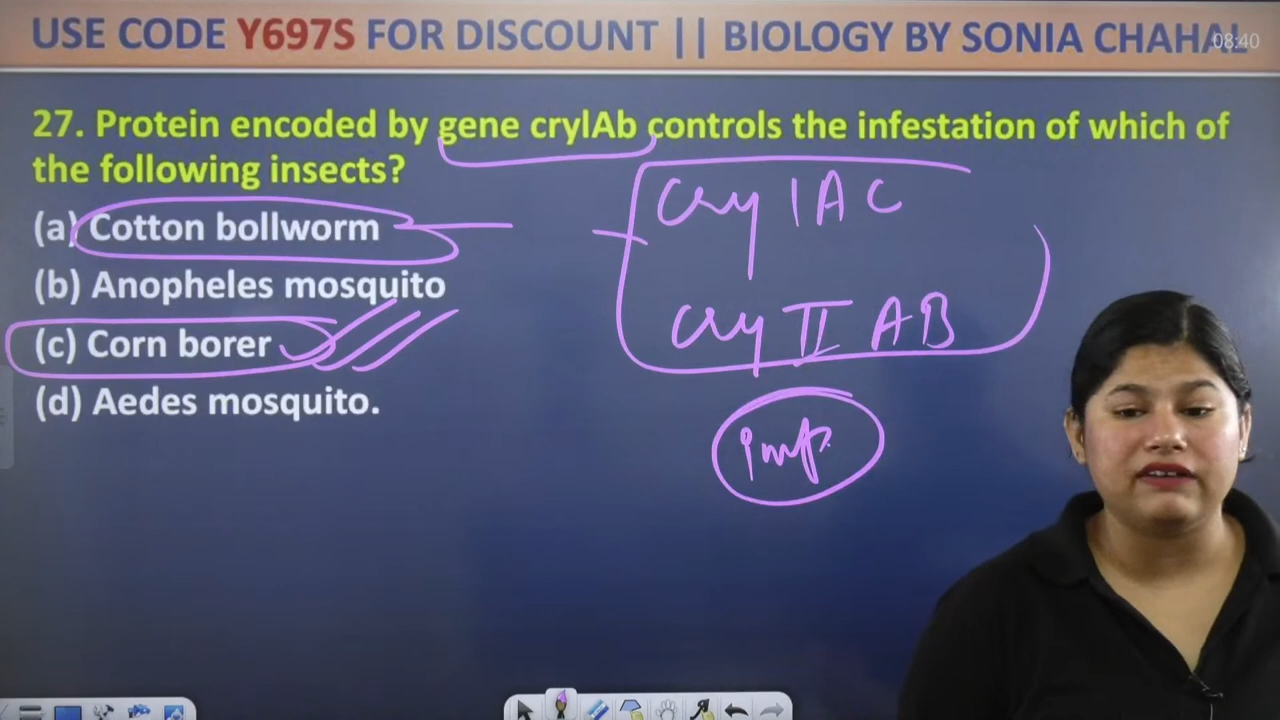 USE CODE Y697S FOR DISCOUNT || BIOLOGY BY SONIA CHAHAL
08:40
27. Protein encoded by gene crylAb controls the infestation of which of
the following insects?
(a) Cotton bollworm
(b) Anopheles mosquito
(c) Corn borer
(d) Aedes mosquito.
Cry I A C
Cry II A B
imp.